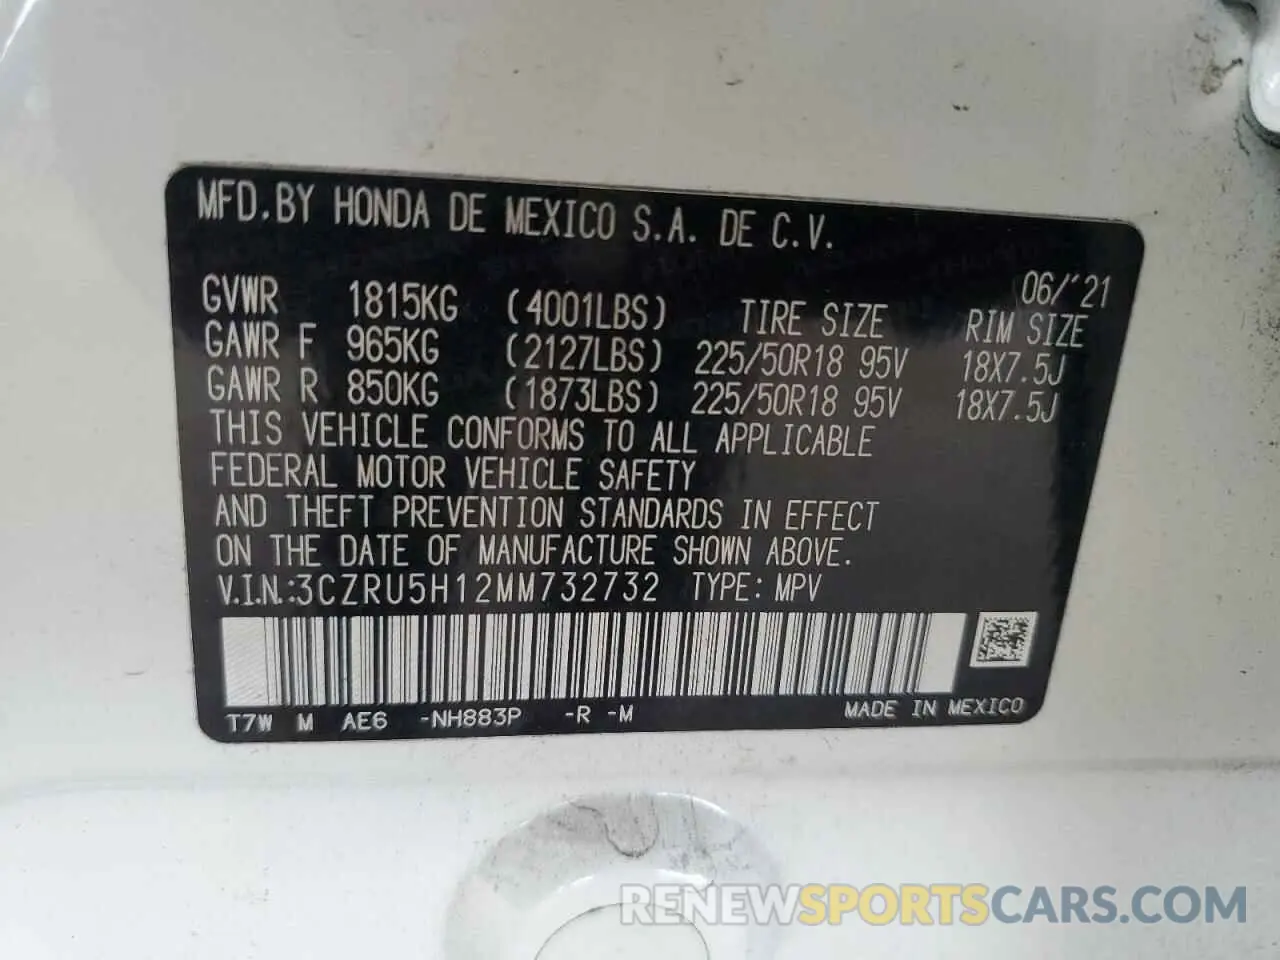 MFD.BY HONDA DE MEXICO S.A. DE C.V.
06/'21
GVWR 1815KG (4001LBS) TIRE SIZE RIM SIZE
GAWR F 965KG (2127LBS) 225/50R18 95V 18X7.5J
GAWR R 850KG (1873LBS) 225/50R18 95V 18X7.5J
THIS VEHICLE CONFORMS TO ALL APPLICABLE
FEDERAL MOTOR VEHICLE SAFETY
AND THEFT PREVENTION STANDARDS IN EFFECT
ON THE DATE OF MANUFACTURE SHOWN ABOVE.
V.I.N.:3CZRU5H12MM732732 TYPE: MPV
T7W M AE6 -NH883P -R -M MADE IN MEXICO
RENEWSPORTSCARS.COM